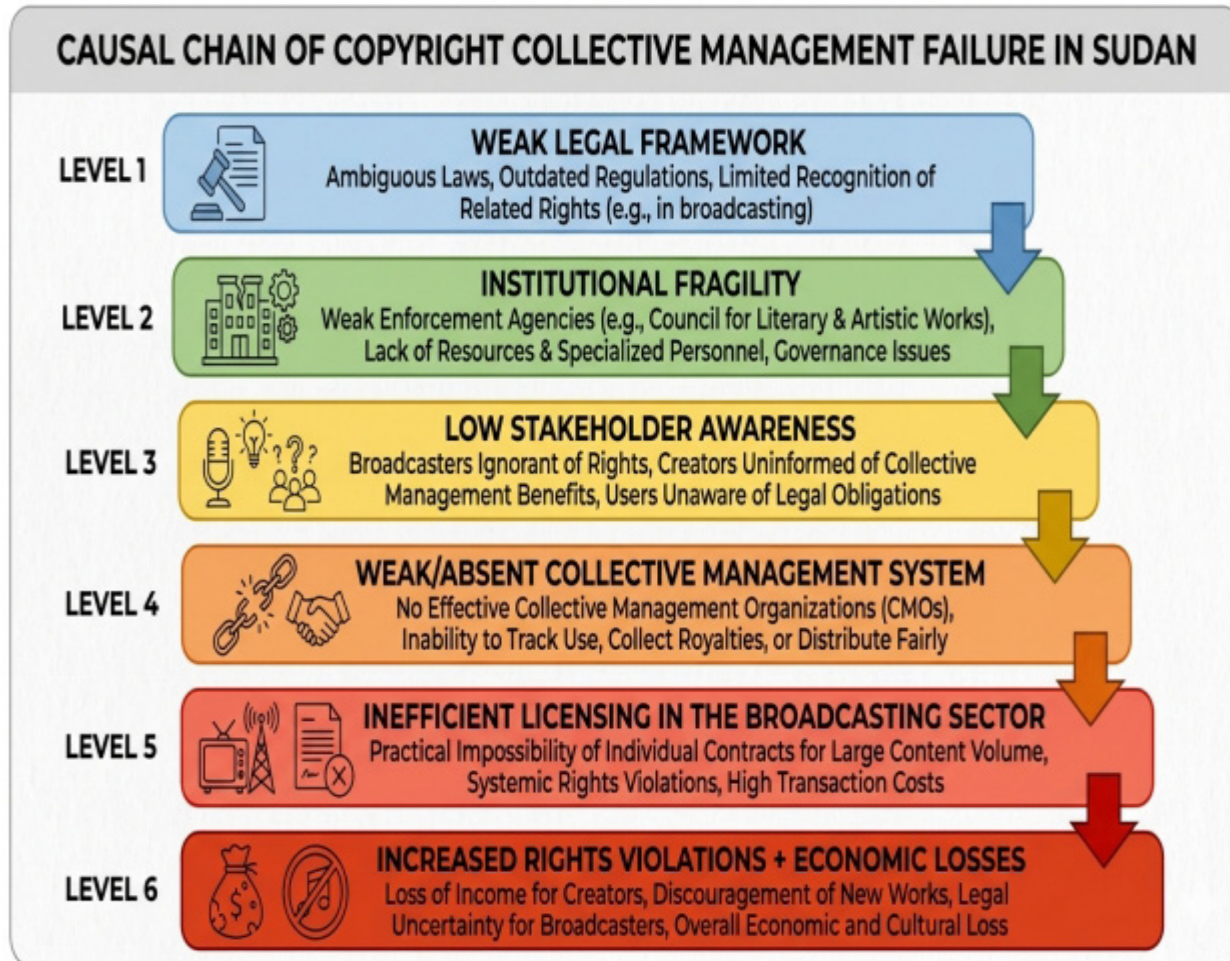 CAUSAL CHAIN OF COPYRIGHT COLLECTIVE MANAGEMENT FAILURE IN SUDAN
LEVEL 1
WEAK LEGAL FRAMEWORK
Ambiguous Laws, Outdated Regulations, Limited Recognition of
Related Rights (e.g., in broadcasting)
LEVEL 2
INSTITUTIONAL FRAGILITY
Weak Enforcement Agencies (e.g., Council for Literary & Artistic Works),
Lack of Resources & Specialized Personnel, Governance Issues
LEVEL 3
LOW STAKEHOLDER AWARENESS
Broadcasters Ignorant of Rights, Creators Uninformed of Collective
Management Benefits, Users Unaware of Legal Obligations
? ? ?
LEVEL 4
WEAK/ABSENT COLLECTIVE MANAGEMENT SYSTEM
No Effective Collective Management Organizations (CMOs),
Inability to Track Use, Collect Royalties, or Distribute Fairly
LEVEL 5
INEFFICIENT LICENSING IN THE BROADCASTING SECTOR
Practical Impossibility of Individual Contracts for Large Content Volume,
Systemic Rights Violations, High Transaction Costs
LEVEL 6
INCREASED RIGHTS VIOLATIONS + ECONOMIC LOSSES
Loss of Income for Creators, Discouragement of New Works, Legal
Uncertainty for Broadcasters, Overall Economic and Cultural Loss
$